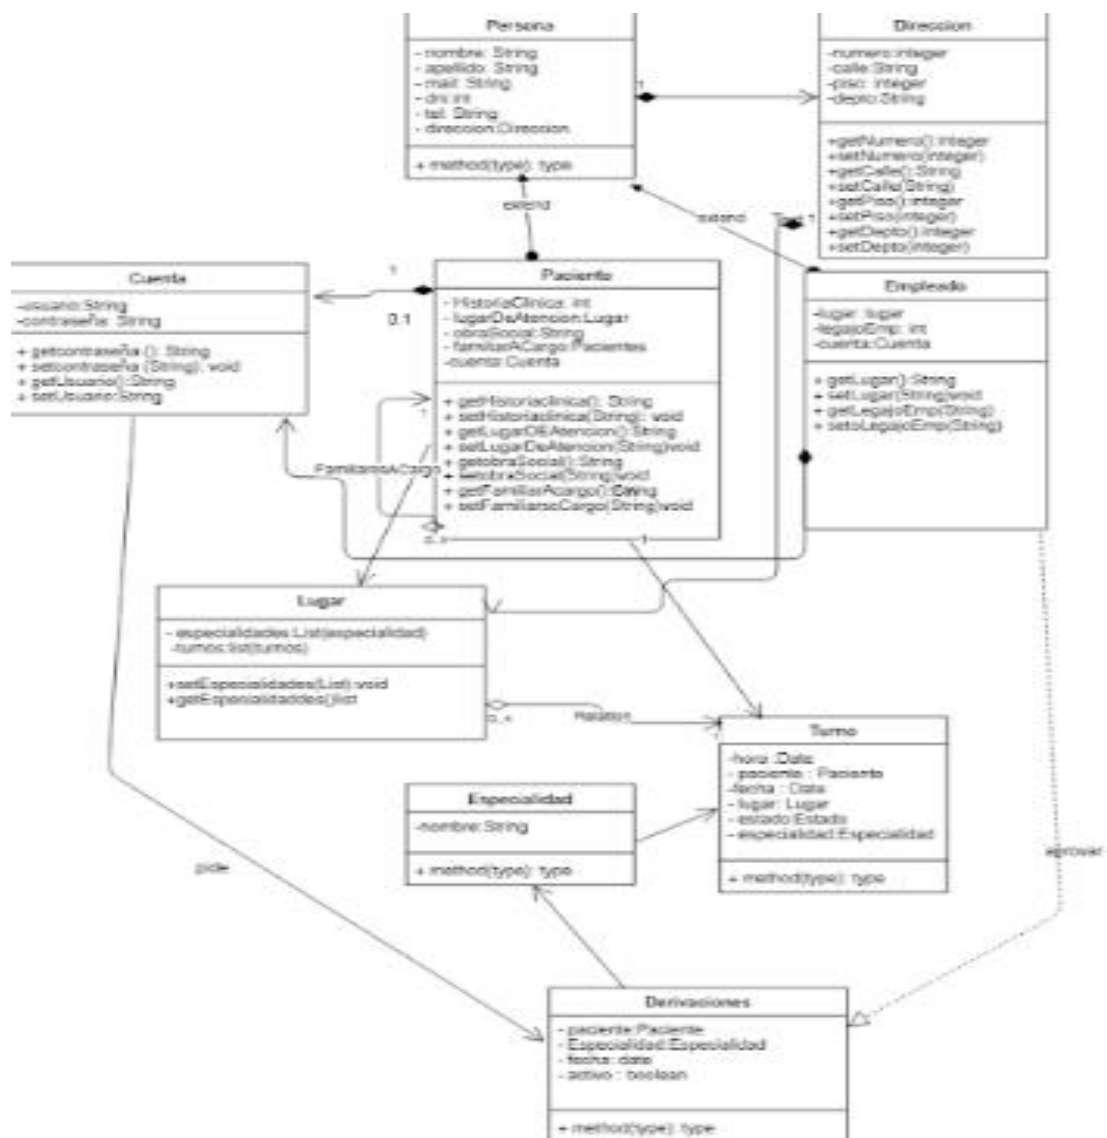 Persona
- nombre: String
- apellido: String
- mail: String
- dni:int
- tel: String
- direccion:Direccion
+ method(type): type
Direccion
-numero:integer
-calle:String
-piso: integer
-depto:String
+getNumero():integer
+setNumero(integer)
+getCalle():String
+setCalle(String)
+getPiso():integer
+setPiso(integer)
+getDepto():integer
+setDepto(integer)
1
extend
extend
1
Cuenta
-usuario:String
-contraseña: String
+ getcontraseña (): String
+ setcontraseña (String): void
+ getUsuario():String
+ setUsuario:String
1
0.1
Paciente
- HistoriaClinica: int
- lugarDeAtencion:Lugar
- obraSocial:String
- familiarACargo:Pacientes
-cuenta:Cuenta
+ getHistoriaclinica(): String
+ setHistoriaclinica(String): void
+ getLugarDEAtencion():String
+ setLugarDeAtencion(String)void
+ getobraSocial():String
+ setobraSocial(String)void
+ getFamiliarAcargo():
+ setFamiliarscCargo(String)void
Empleado
-lugar: lugar
-legajoEmp: int
-cuenta:Cuenta
+ getLugar():String
+ setLugar(String)void
+ getLegajoEmp(String)
+ setoLegajoEmp(String)
1
FamiliaresACargo
1
Lugar
- especialidades:List(especialidad)
-turnos:list(turnos)
+setEspecialidades(List):void
+getEspecialidaddes()list
0..*
Relation
Turno
-hora :Date
- paciente : Paciente
-fecha : Date
- lugar: Lugar
- estado:Estado
- especialidad:Especialidad
+ method(type): type
Especialidad
-nombre:String
+ method(type): type
pide
aprovar
Derivaciones
- paciente:Paciente
- Especialidad:Especialidad
- fecha: date
- activo : boolean
+ method(type): type